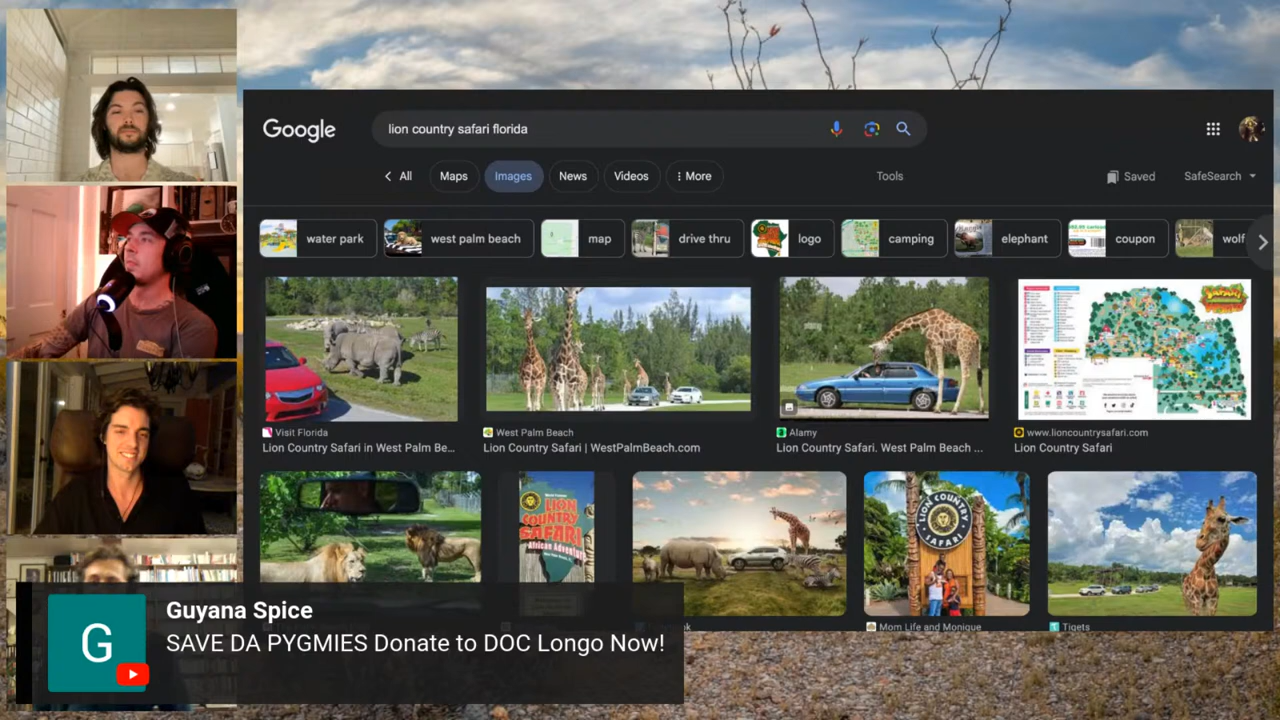 Google
lion country safari florida
All
Maps
Images
News
Videos
More
Tools
Saved
SafeSearch
water park
west palm beach
map
drive thru
logo
camping
elephant
coupon
wolf
Visit Florida
Lion Country Safari in West Palm Be...
West Palm Beach
Lion Country Safari | WestPalmBeach.com
Alamy
Lion Country Safari. West Palm Beach ...
www.lioncountrysafari.com
Lion Country Safari
LION
COUNTRY
SAFARI
African Adventure
LION COUNTRY
SAFARI
Mom Life and Monique
Tigets
G
Guyana Spice
SAVE DA PYGMIES Donate to DOC Longo Now!